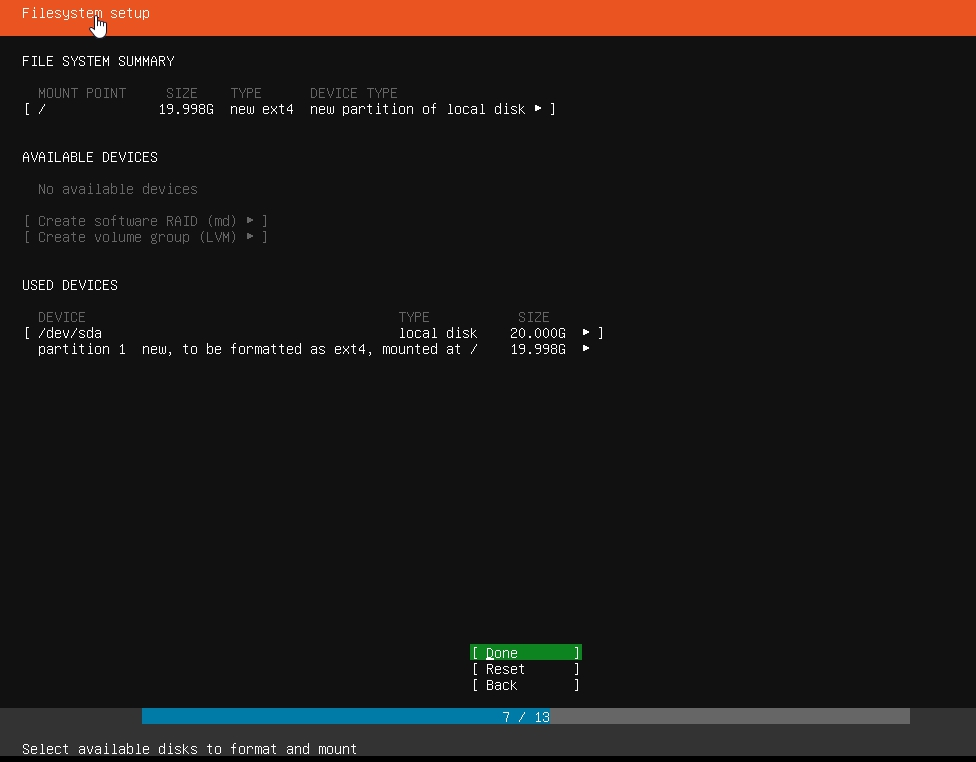 Filesystem setup
FILE SYSTEM SUMMARY
MOUNT POINT SIZE TYPE DEVICE TYPE
[ / 19.998G new ext4 new partition of local disk ▸ ]
AVAILABLE DEVICES
No available devices
[ Create software RAID (md) ▸ ]
[ Create volume group (LVM) ▸ ]
USED DEVICES
DEVICE TYPE SIZE
[ /dev/sda local disk 20.000G ▸ ]
partition 1 new, to be formatted as ext4, mounted at / 19.998G ▸
[ Done ]
[ Reset ]
[ Back ]
7 / 13
Select available disks to format and mount